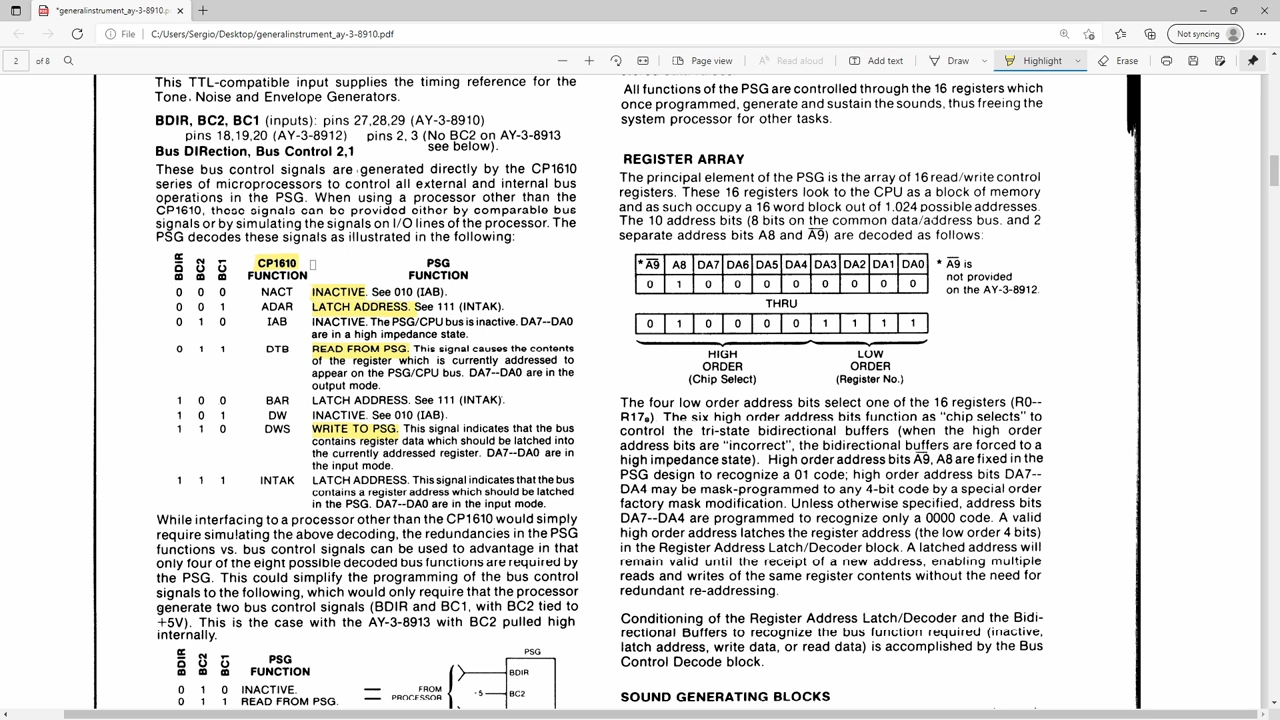 *generalinstrument_ay-3-8910.p
File
C:/Users/Sergio/Desktop/generalinstrument_ay-3-8910.pdf
Not syncing
2 of 8
Page view
Read aloud
Add text
Draw
Highlight
Erase
This TTL-compatible input supplies the timing reference for the
Tone. Noise and Envelope Generators.
BDIR, BC2, BC1 (inputs): pins 27,28,29 (AY-3-8910)
pins 18,19,20 (AY-3-8912) pins 2, 3 (No BC2 on AY-3-8913
see below).
Bus DIRection, Bus Control 2,1
These bus control signals are generated directly by the CP1610
series of microprocessors to control all external and internal bus
operations in the PSG. When using a processor other than the
CP1610, these signals can be provided either by comparable bus
signals or by simulating the signals on I/O lines of the processor. The
PSG decodes these signals as illustrated in the following:
BDIR BC2 BC1 CP1610 FUNCTION PSG FUNCTION
0 0 0 NACT INACTIVE. See 010 (IAB).
0 0 1 ADAR LATCH ADDRESS. See 111 (INTAK).
0 1 0 IAB INACTIVE. The PSG/CPU bus is inactive. DA7--DA0
are in a high impedance state.
0 1 1 DTB READ FROM PSG. This signal causes the contents
of the register which is currently addressed to
appear on the PSG/CPU bus. DA7--DA0 are in the
output mode.
1 0 0 BAR LATCH ADDRESS. See 111 (INTAK).
1 0 1 DW INACTIVE. See 010 (IAB).
1 1 0 DWS WRITE TO PSG. This signal indicates that the bus
contains register data which should be latched into
the currently addressed register. DA7--DA0 are in
the input mode.
1 1 1 INTAK LATCH ADDRESS. This signal indicates that the bus
contains a register address which should be latched
in the PSG. DA7--DA0 are in the input mode.
While interfacing to a processor other than the CP1610 would simply
require simulating the above decoding, the redundancies in the PSG
functions vs. bus control signals can be used to advantage in that
only four of the eight possible decoded bus functions are required by
the PSG. This could simplify the programming of the bus control
signals to the following, which would only require that the processor
generate two bus control signals (BDIR and BC1, with BC2 tied to
+5V). This is the case with the AY-3-8913 with BC2 pulled high
internally.
BDIR BC2 BC1 PSG FUNCTION
0 1 0 INACTIVE.
0 1 1 READ FROM PSG.
PSG
FROM
PROCESSOR
BDIR
BC2
All functions of the PSG are controlled through the 16 registers which
once programmed, generate and sustain the sounds, thus freeing the
system processor for other tasks.
REGISTER ARRAY
The principal element of the PSG is the array of 16 read/write control
registers. These 16 registers look to the CPU as a block of memory
and as such occupy a 16 word block out of 1.024 possible addresses.
The 10 address bits (8 bits on the common data/address bus. and 2
separate address bits A8 and A9) are decoded as follows:
*A9 A8 DA7 DA6 DA5 DA4 DA3 DA2 DA1 DA0
0 1 0 0 0 0 0 0 0 0
* A9 is
not provided
on the AY-3-8912.
THRU
0 1 0 0 0 0 1 1 1 1
HIGH
ORDER
(Chip Select)
LOW
ORDER
(Register No.)
The four low order address bits select one of the 16 registers (R0--
R17₈) The six high order address bits function as "chip selects" to
control the tri-state bidirectional buffers (when the high order
address bits are "incorrect", the bidirectional buffers are forced to a
high impedance state). High order address bits A9, A8 are fixed in the
PSG design to recognize a 01 code; high order address bits DA7--
DA4 may be mask-programmed to any 4-bit code by a special order
factory mask modification. Unless otherwise specified, address bits
DA7--DA4 are programmed to recognize only a 0000 code. A valid
high order address latches the register address (the low order 4 bits)
in the Register Address Latch/Decoder block. A latched address will
remain valid until the receipt of a new address, enabling multiple
reads and writes of the same register contents without the need for
redundant re-addressing.
Conditioning of the Register Address Latch/Decoder and the Bidi-
rectional Buffers to recognize the bus function required (inactive,
latch address, write data, or read data) is accomplished by the Bus
Control Decode block.
SOUND GENERATING BLOCKS